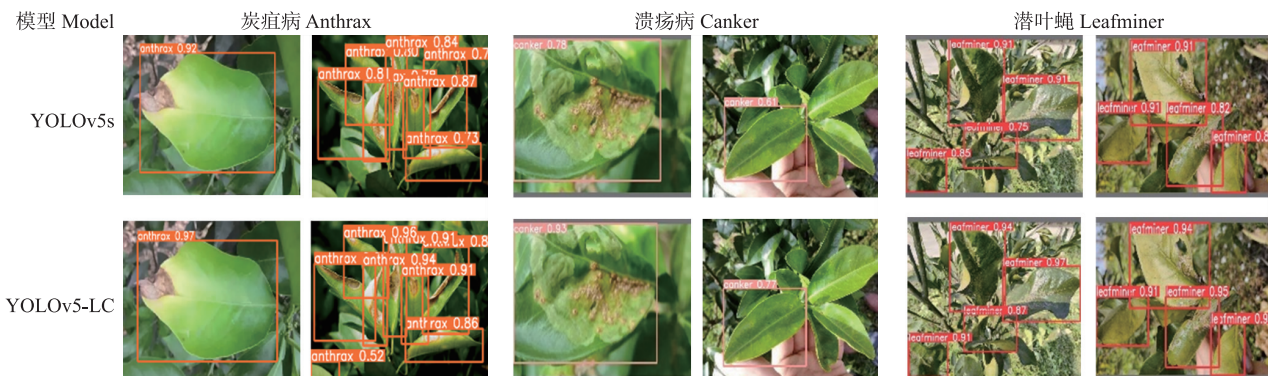 模型 Model 炭疽病 Anthrax 溃疡病 Canker 潜叶蝇 Leafminer
YOLOv5s
anthrax 0.92
anthrax 0.84
anthrax 0.81
anthrax 0.87
anthrax 0.73
canker 0.78
canker 0.61
leafminer 0.91
leafminer 0.91
leafminer 0.75
leafminer 0.85
leafminer 0.91
leafminer 0.91
leafminer 0.82
YOLOv5-LC
anthrax 0.97
anthrax 0.96
anthrax 0.94
anthrax 0.91
anthrax 0.86
anthrax 0.52
canker 0.93
canker 0.77
leafminer 0.94
leafminer 0.97
leafminer 0.87
leafminer 0.91
leafminer 0.94
leafminer 0.91
leafminer 0.95